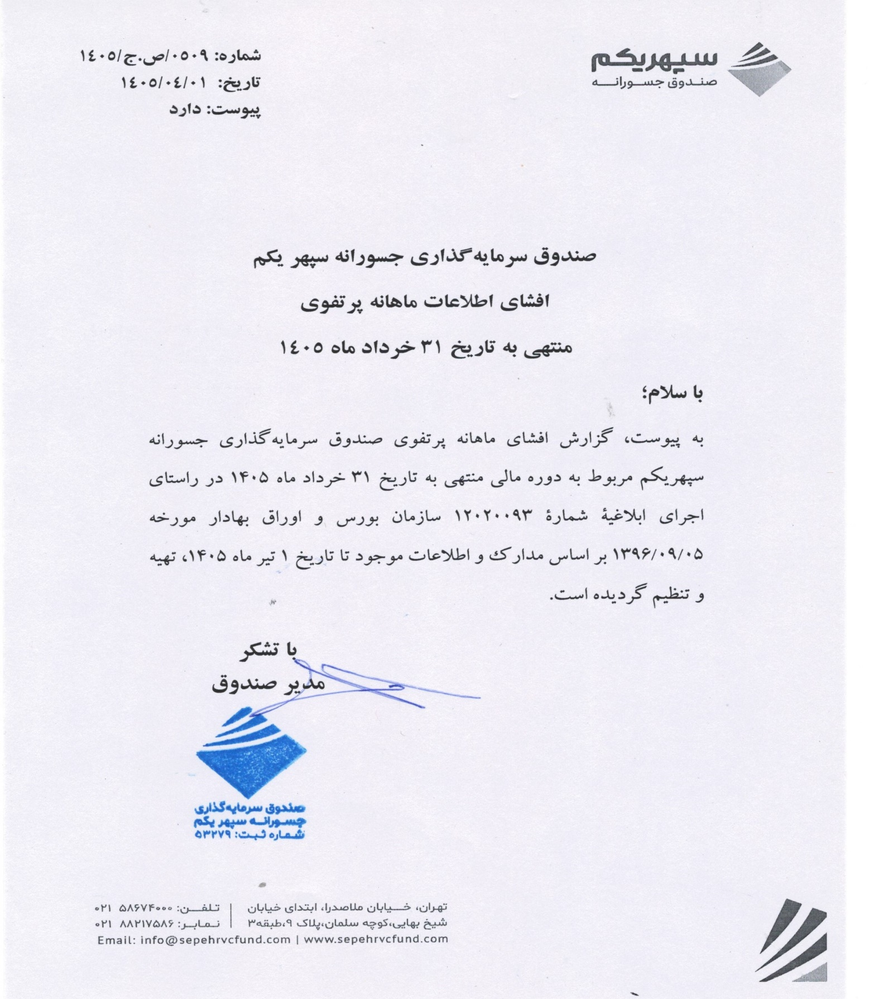 سپهریکم
صندوق جسورانه
شماره: ۰۵۰۹/ص.ج/۱۴۰۵
تاریخ: ۱۴۰۵/۰۴/۰۱
پیوست: دارد
صندوق سرمایه‌گذاری جسورانه سپهر یکم
افشای اطلاعات ماهانه پرتفوی
منتهی به تاریخ ۳۱ خرداد ماه ۱۴۰۵
با سلام؛
به پیوست، گزارش افشای ماهانه پرتفوی صندوق سرمایه‌گذاری جسورانه
سپهریکم مربوط به دوره مالی منتهی به تاریخ ۳۱ خرداد ماه ۱۴۰۵ در راستای
اجرای ابلاغیۀ شمارۀ ۱۲۰۲۰۰۹۳ سازمان بورس و اوراق بهادار مورخه
۱۳۹۶/۰۹/۰۵ بر اساس مدارک و اطلاعات موجود تا تاریخ ۱ تیر ماه ۱۴۰۵، تهیه
و تنظیم گردیده است.
با تشکر
مدیر صندوق
صندوق سرمایه‌گذاری
جسورانه سپهر یکم
شماره ثبت: ۵۳۲۷۹
تهران، خیابان ملاصدرا، ابتدای خیابان | تلفن: ۵۸۶۷۴۰۰۰ ۰۲۱
شیخ بهایی،کوچه سلمان،پلاک ۹،طبقه۳ | نمابر: ۸۸۲۱۷۵۸۶ ۰۲۱
Email: info@sepehrvcfund.com | www.sepehrvcfund.com